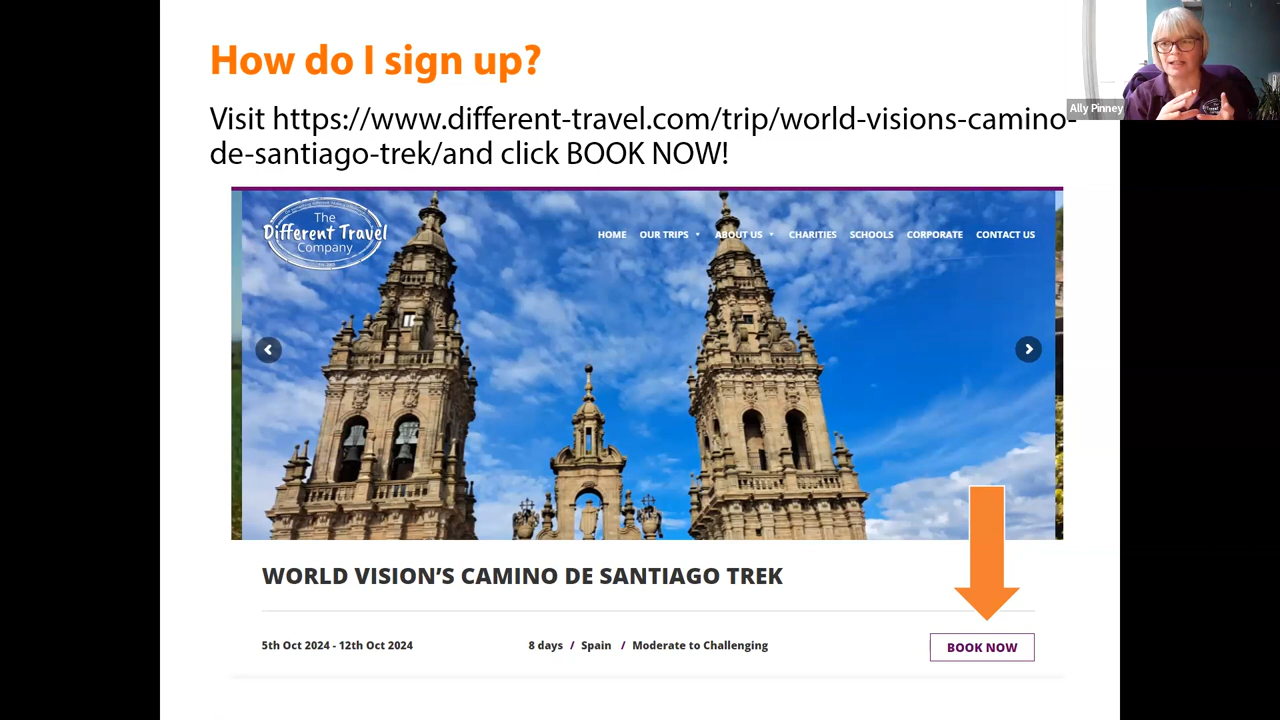 How do I sign up?
Ally Pinney
Visit https://www.different-travel.com/trip/world-visions-camino-
de-santiago-trek/and click BOOK NOW!
The
Different Travel
Company
HOME OUR TRIPS ABOUT US CHARITIES SCHOOLS CORPORATE CONTACT US
WORLD VISION’S CAMINO DE SANTIAGO TREK
5th Oct 2024 - 12th Oct 2024 8 days / Spain / Moderate to Challenging BOOK NOW